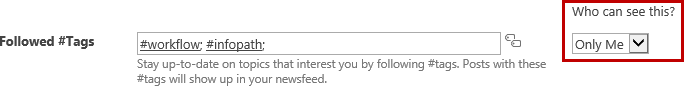 Who can see this?
Followed #Tags
#workflow; #infopath;
Only Me
Stay up-to-date on topics that interest you by following #tags. Posts with these
#tags will show up in your newsfeed.